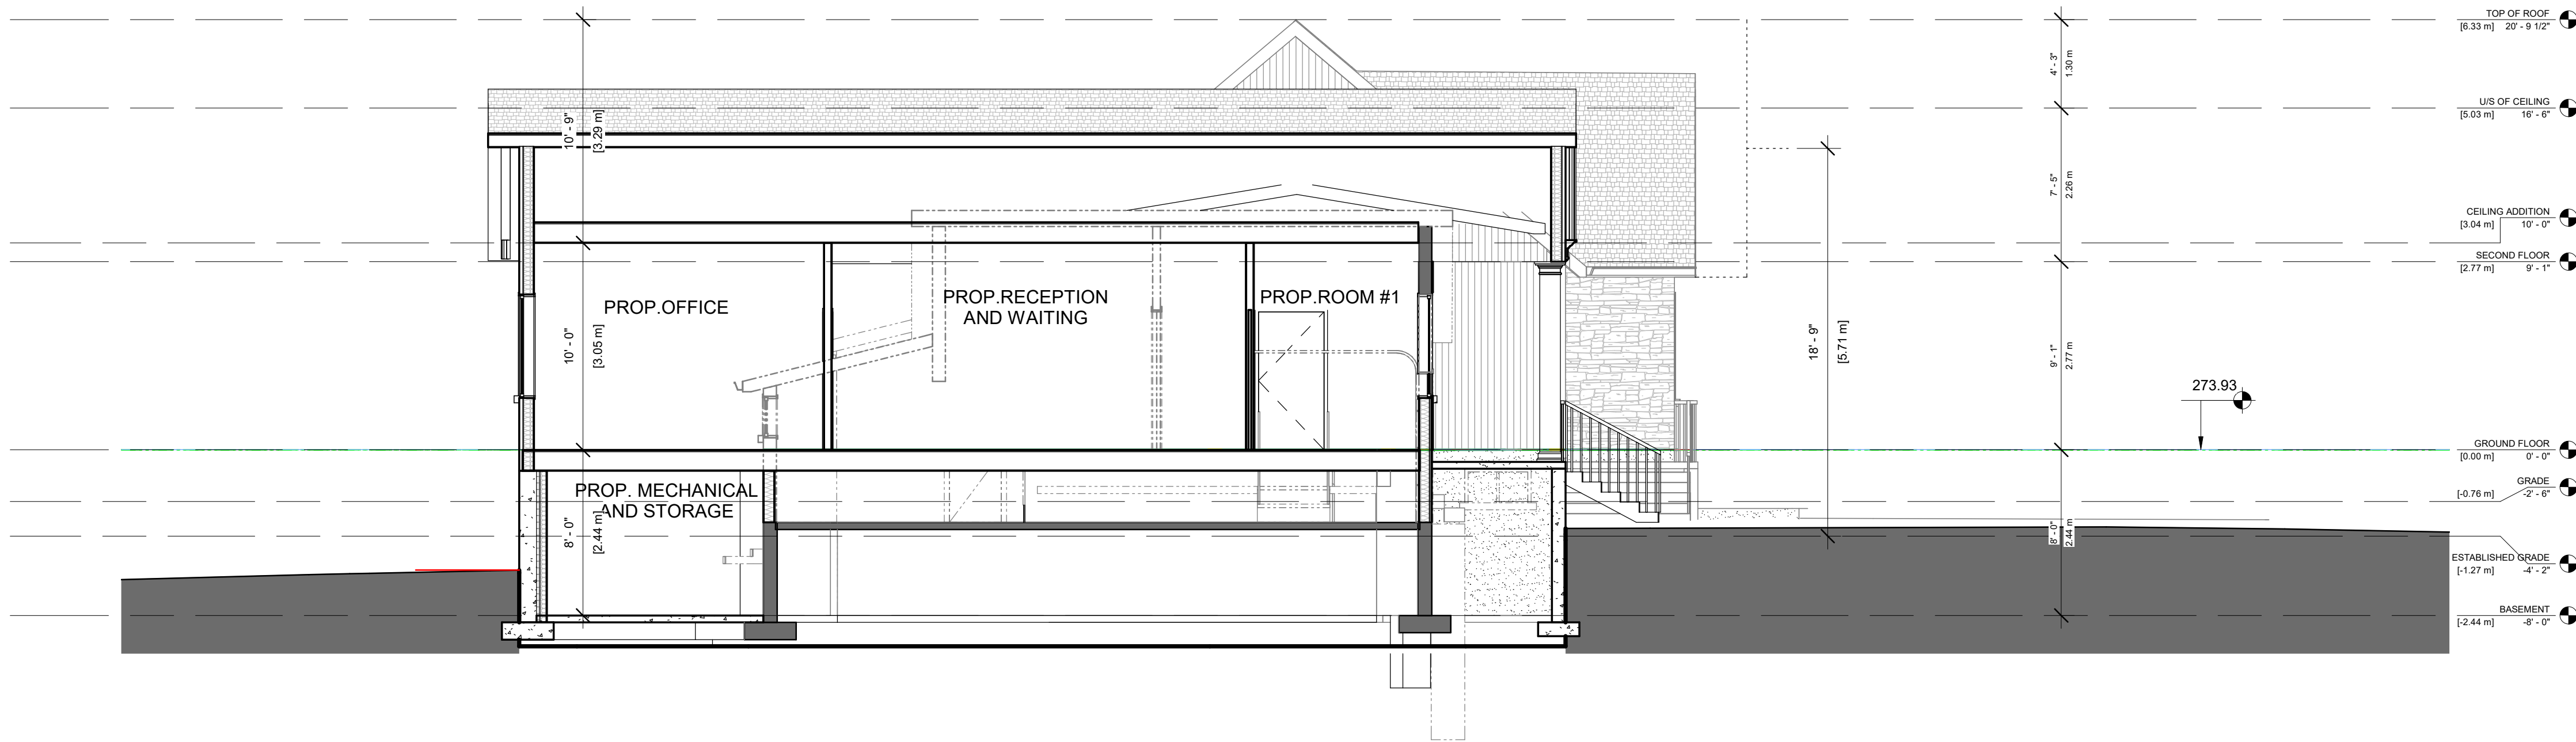 TOP OF ROOF
[6.33 m] 20' - 9 1/2"
4' - 3"
1.30 m
U/S OF CEILING
[5.03 m] 16' - 6"
10' - 9"
[3.29 m]
7' - 5"
2.26 m
CEILING ADDITION
[3.04 m] 10' - 0"
SECOND FLOOR
[2.77 m] 9' - 1"
PROP.OFFICE
PROP.RECEPTION
AND WAITING
PROP.ROOM #1
10' - 0"
[3.05 m]
18' - 9"
[5.71 m]
9' - 1"
2.77 m
273.93
GROUND FLOOR
[0.00 m] 0' - 0"
PROP. MECHANICAL
AND STORAGE
GRADE
[-0.76 m] -2' - 6"
8' - 0"
[2.44 m]
8' - 0"
2.44 m
ESTABLISHED GRADE
[-1.27 m] -4' - 2"
BASEMENT
[-2.44 m] -8' - 0"